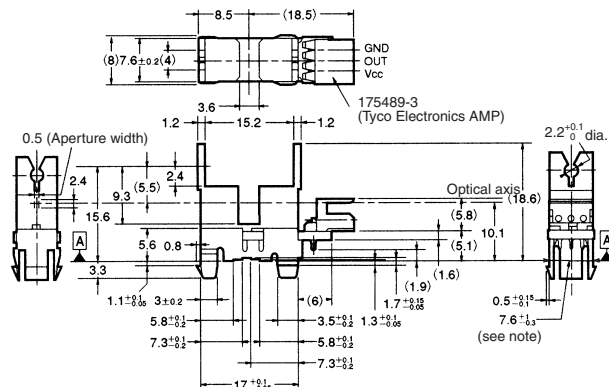 8.5 (18.5)
(8) 7.6±0.2 (4)
GND
OUT
Vcc
3.6
175489-3
(Tyco Electronics AMP)
1.2 15.2 1.2
0.5 (Aperture width)
2.2 +0.1 0 dia.
2.4
2.4
(5.5)
9.3
15.6
Optical axis
(18.6)
(5.8)
10.1
A
5.6
0.8
(5.1)
A
3.3
(1.6)
1.1 +0.1 -0.05
3±0.2
(6)
(1.9)
1.7 +0.15 -0.05
0.5 +0.15 -0.1
5.8 +0.1 -0.2
3.5 +0.1 -0.2
1.3 +0.1 -0.05
7.6 +1 -0.3
7.3 +0.1 -0.2
5.8 +0.1 -0.2
(see note)
7.3 +0.1 -0.2
17 +0.1